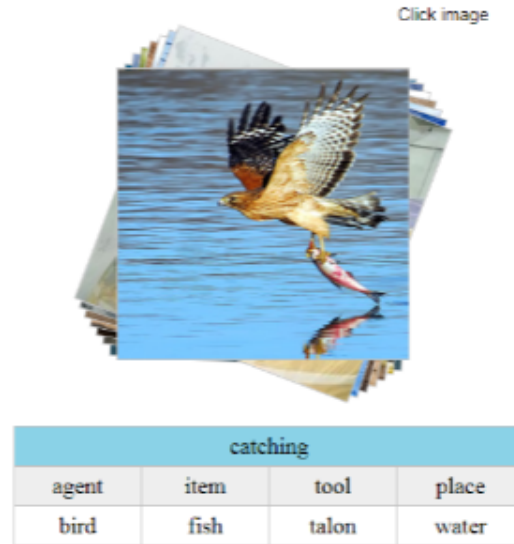 Click image
catching
agent item tool place
bird fish talon water